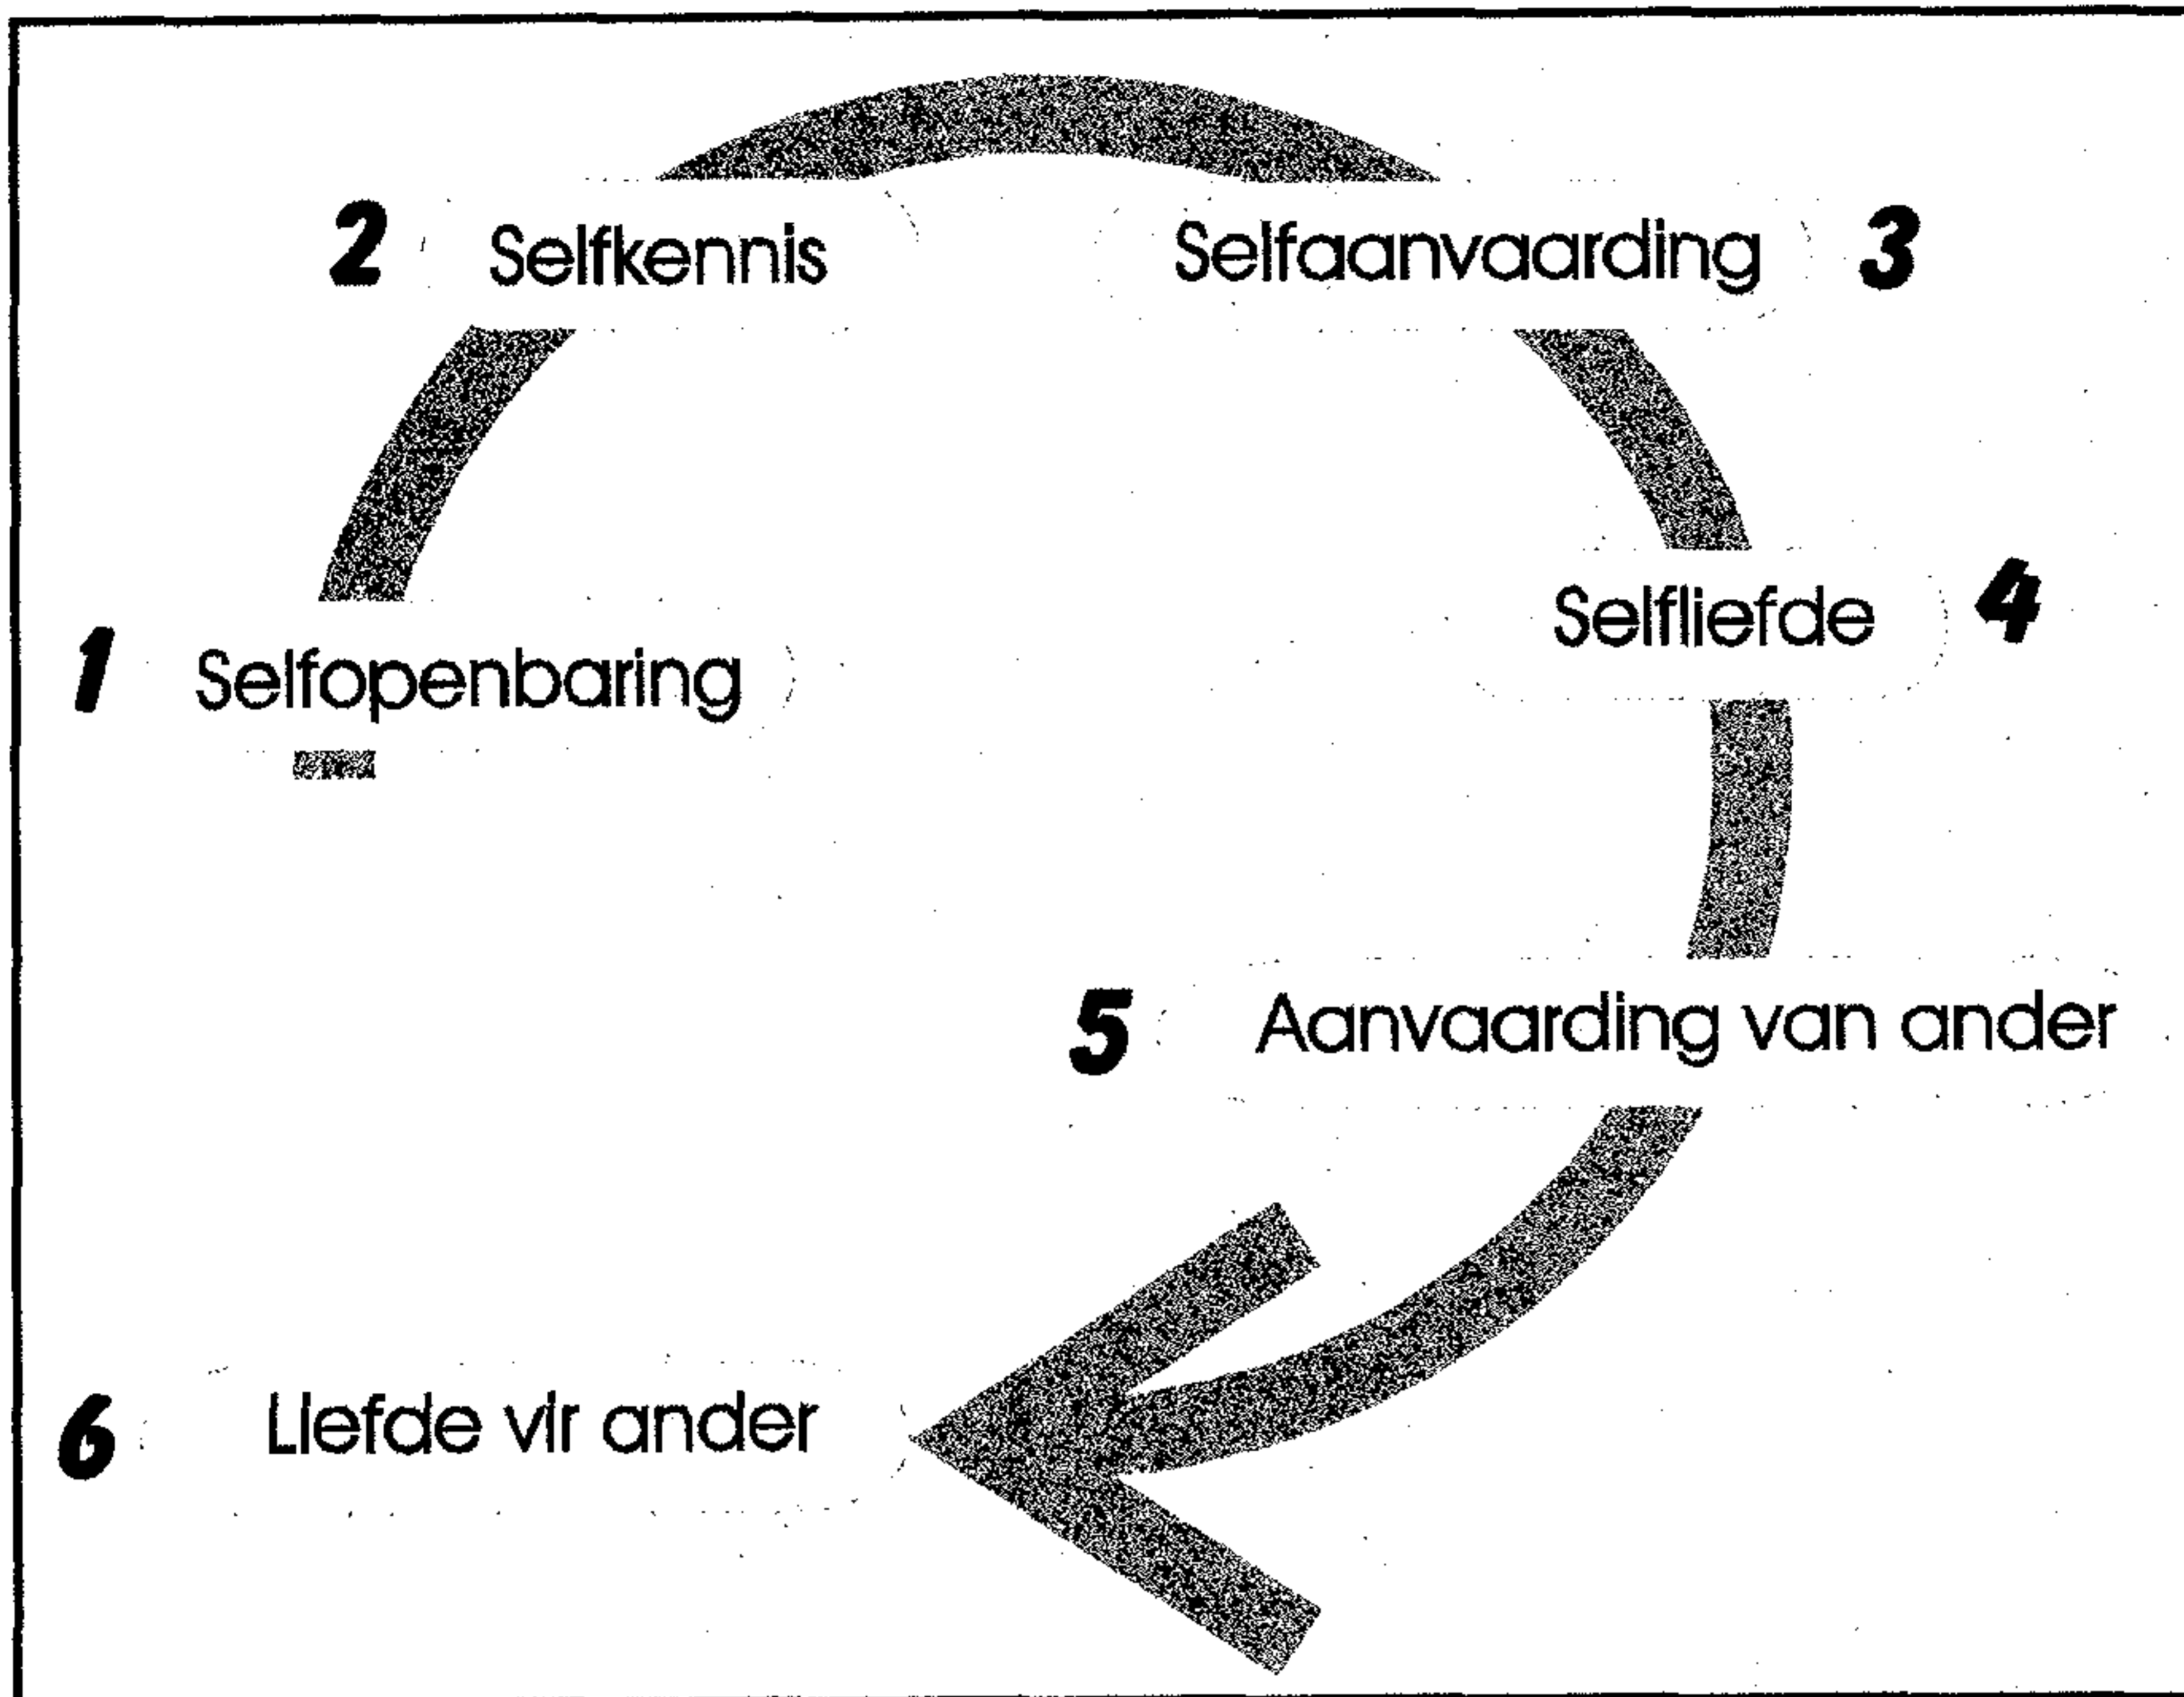 2 Selfkennis
Selfaanvaarding 3
Selfliefde 4
1 Selfopenbaring
5 Aanvaarding van ander
6 Liefde vir ander